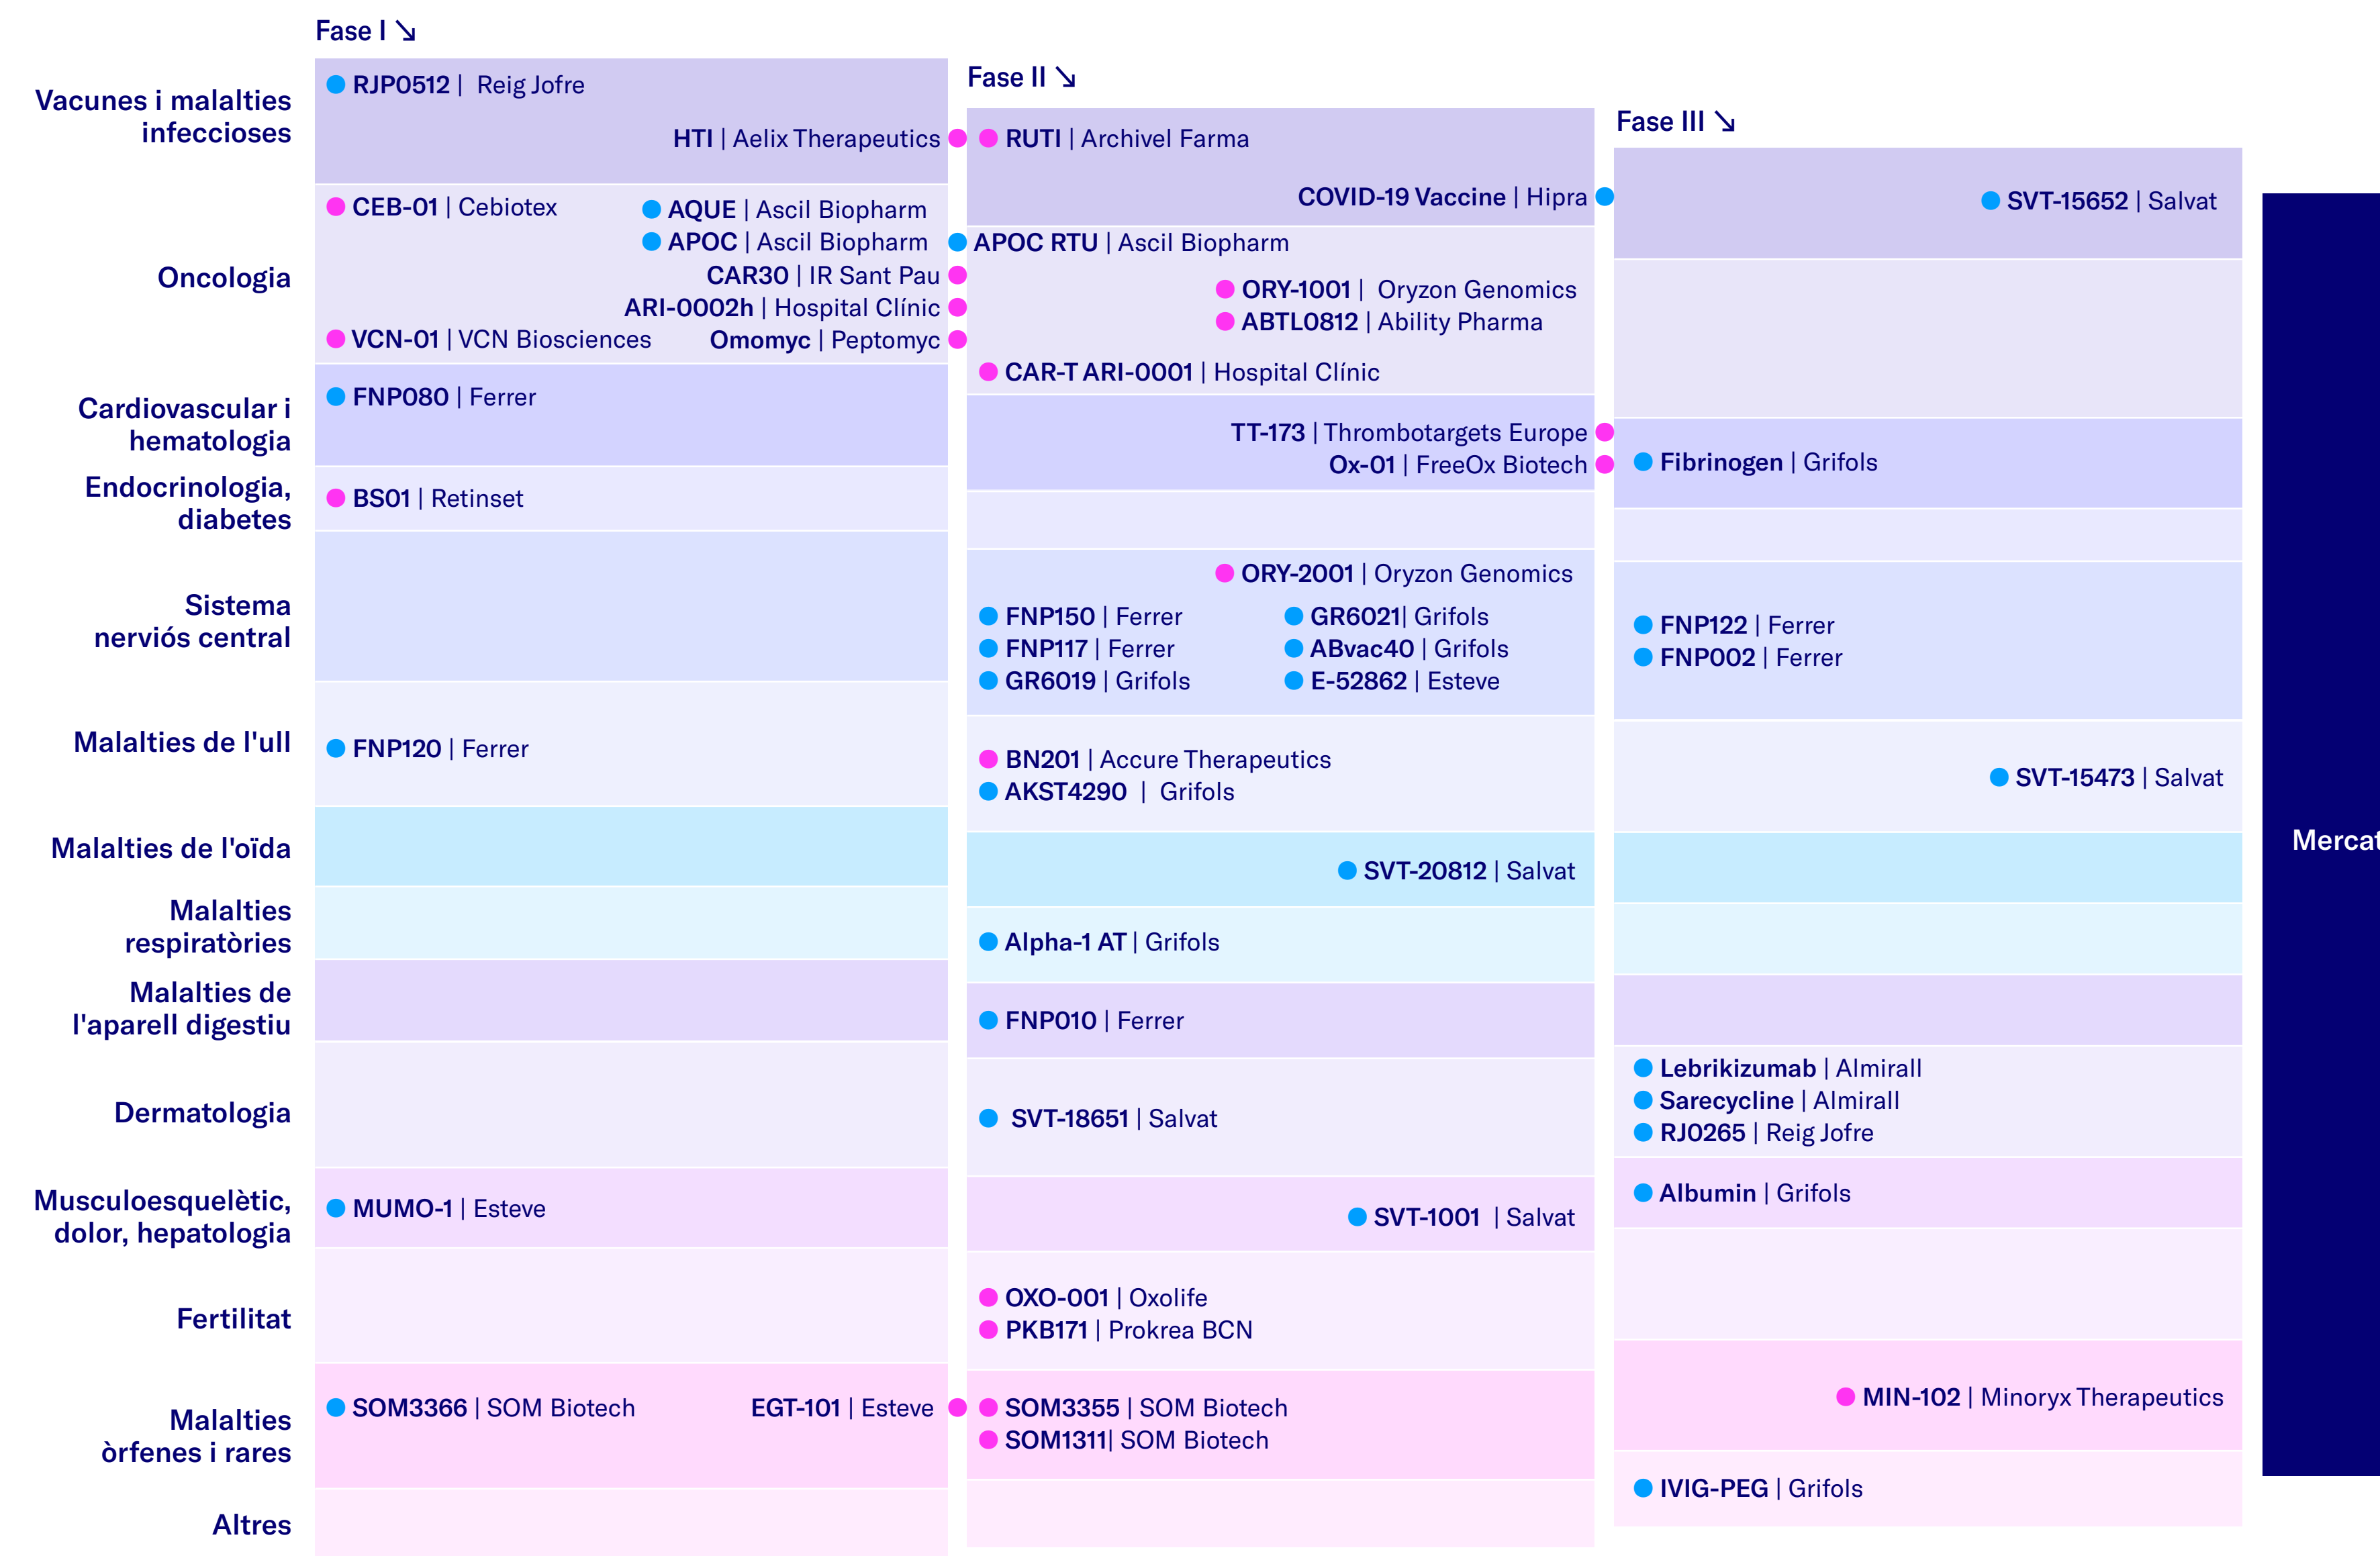 Fase I ↘
Fase II ↘
Fase III ↘
Vacunes i malalties
infeccioses
RJP0512 | Reig Jofre
HTI | Aelix Therapeutics
RUTI | Archivel Farma
COVID-19 Vaccine | Hipra
SVT-15652 | Salvat
Oncologia
CEB-01 | Cebiotex
AQUE | Ascil Biopharm
APOC | Ascil Biopharm
CAR30 | IR Sant Pau
ARI-0002h | Hospital Clínic
VCN-01 | VCN Biosciences
Omomyc | Peptomyc
APOC RTU | Ascil Biopharm
ORY-1001 | Oryzon Genomics
ABTL0812 | Ability Pharma
CAR-T ARI-0001 | Hospital Clínic
Cardiovascular i
hematologia
FNP080 | Ferrer
TT-173 | Thrombotargets Europe
Ox-01 | FreeOx Biotech
Fibrinogen | Grifols
Endocrinologia,
diabetes
BS01 | Retinset
Sistema
nerviós central
ORY-2001 | Oryzon Genomics
FNP150 | Ferrer
FNP117 | Ferrer
GR6019 | Grifols
GR6021| Grifols
ABvac40 | Grifols
E-52862 | Esteve
FNP122 | Ferrer
FNP002 | Ferrer
Malalties de l'ull
FNP120 | Ferrer
BN201 | Accure Therapeutics
AKST4290 | Grifols
SVT-15473 | Salvat
Malalties de l'oïda
SVT-20812 | Salvat
Malalties
respiratòries
Alpha-1 AT | Grifols
Malalties de
l'aparell digestiu
FNP010 | Ferrer
Dermatologia
SVT-18651 | Salvat
Lebrikizumab | Almirall
Sarecycline | Almirall
RJ0265 | Reig Jofre
Musculoesquelètic,
dolor, hepatologia
MUMO-1 | Esteve
SVT-1001 | Salvat
Albumin | Grifols
Fertilitat
OXO-001 | Oxolife
PKB171 | Prokrea BCN
Malalties
òrfenes i rares
SOM3366 | SOM Biotech
EGT-101 | Esteve
SOM3355 | SOM Biotech
SOM1311| SOM Biotech
MIN-102 | Minoryx Therapeutics
Altres
IVIG-PEG | Grifols
Mercat